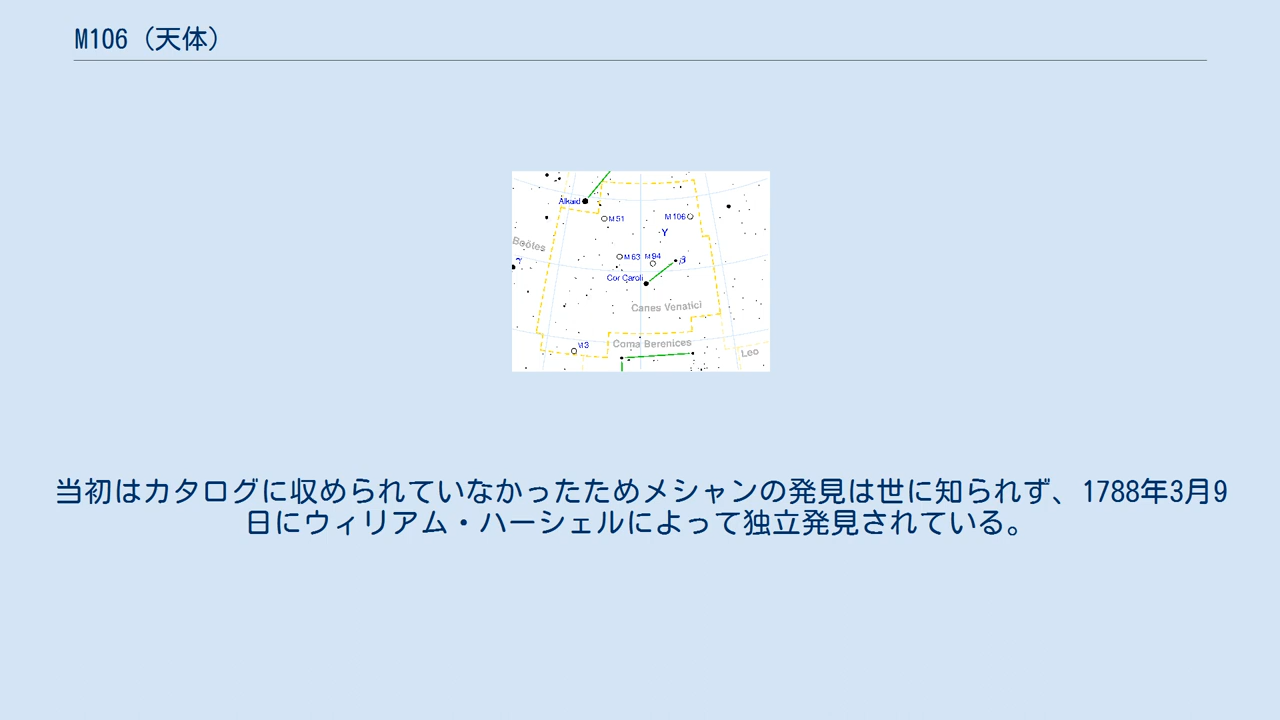 M106（天体）
Alkaid
M 51
M 106
Y
Boötes
γ
M 63
M 94
β
Cor Caroli
Canes Venatici
M3
Coma Berenices
Leo
当初はカタログに収められていなかったためメシャンの発見は世に知られず、1788年3月9
日にウィリアム・ハーシェルによって独立発見されている。